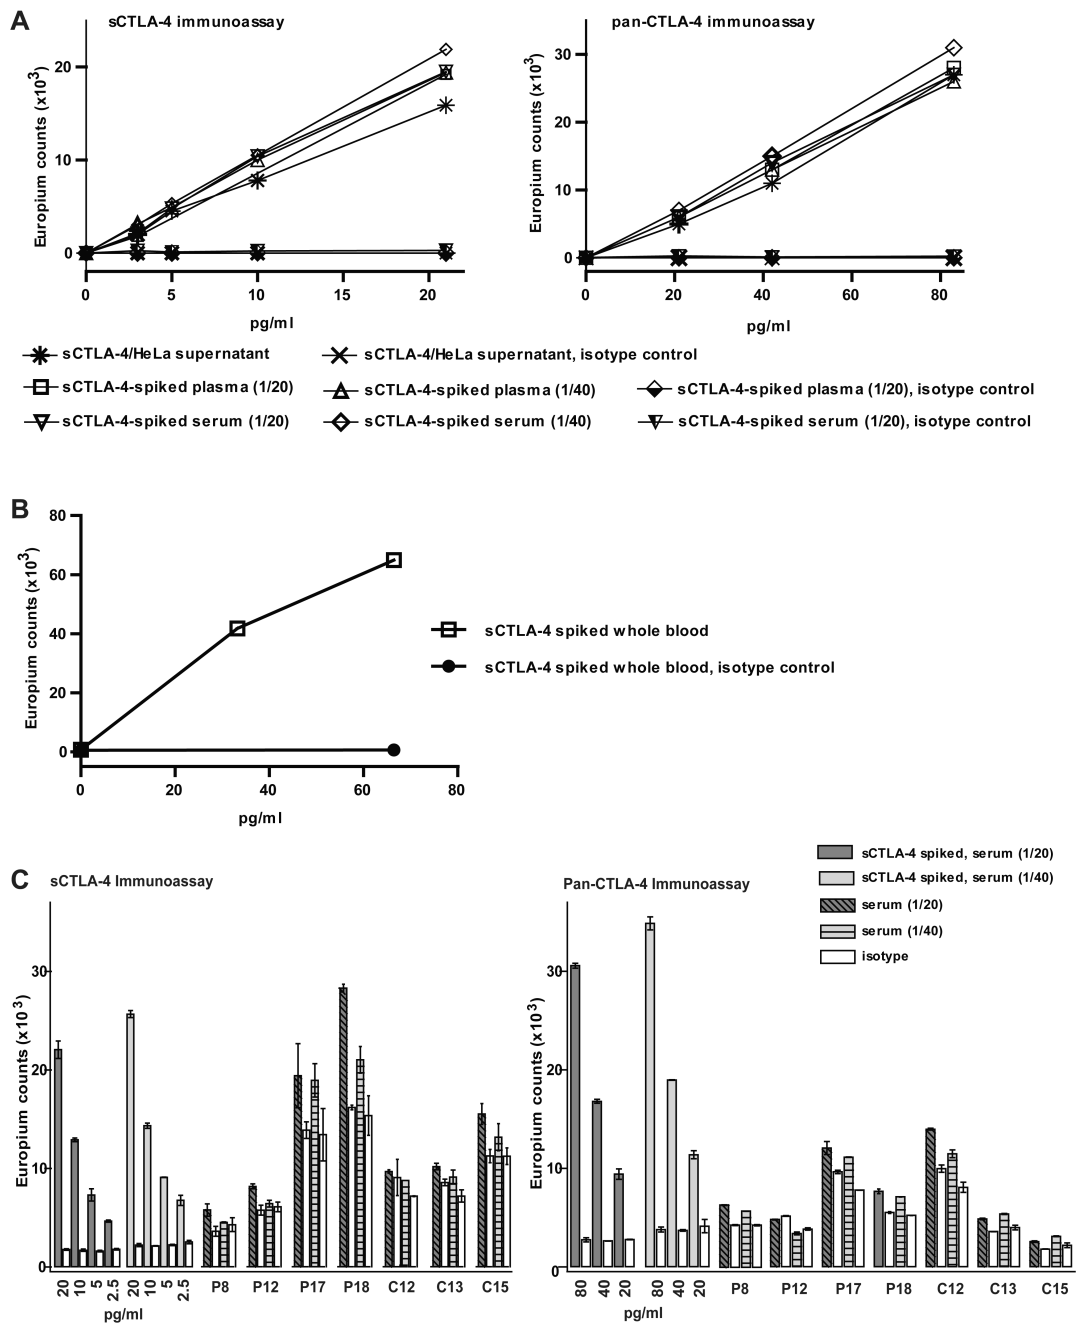 A
sCTLA-4 immunoassay
pan-CTLA-4 immunoassay
Europium counts (x10³)
20
10
0
0 5 10 15 20
pg/ml
Europium counts (x10³)
30
20
10
0
0 20 40 60 80
pg/ml
sCTLA-4/HeLa supernatant
sCTLA-4/HeLa supernatant, isotype control
sCTLA-4-spiked plasma (1/20)
sCTLA-4-spiked plasma (1/40)
sCTLA-4-spiked plasma (1/20), isotype control
sCTLA-4-spiked serum (1/20)
sCTLA-4-spiked serum (1/40)
sCTLA-4-spiked serum (1/20), isotype control
B
Europium counts (x10³)
80
60
40
20
0
0 20 40 60 80
pg/ml
sCTLA-4 spiked whole blood
sCTLA-4 spiked whole blood, isotype control
C
sCTLA-4 Immunoassay
Pan-CTLA-4 Immunoassay
sCTLA-4 spiked, serum (1/20)
sCTLA-4 spiked, serum (1/40)
serum (1/20)
serum (1/40)
isotype
Europium counts (x10³)
30
20
10
0
20 10 5 2.5 20 10 5 2.5 P8 P12 P17 P18 C12 C13 C15
pg/ml
Europium counts (x10³)
30
20
10
0
80 40 20 80 40 20 P8 P12 P17 P18 C12 C13 C15
pg/ml